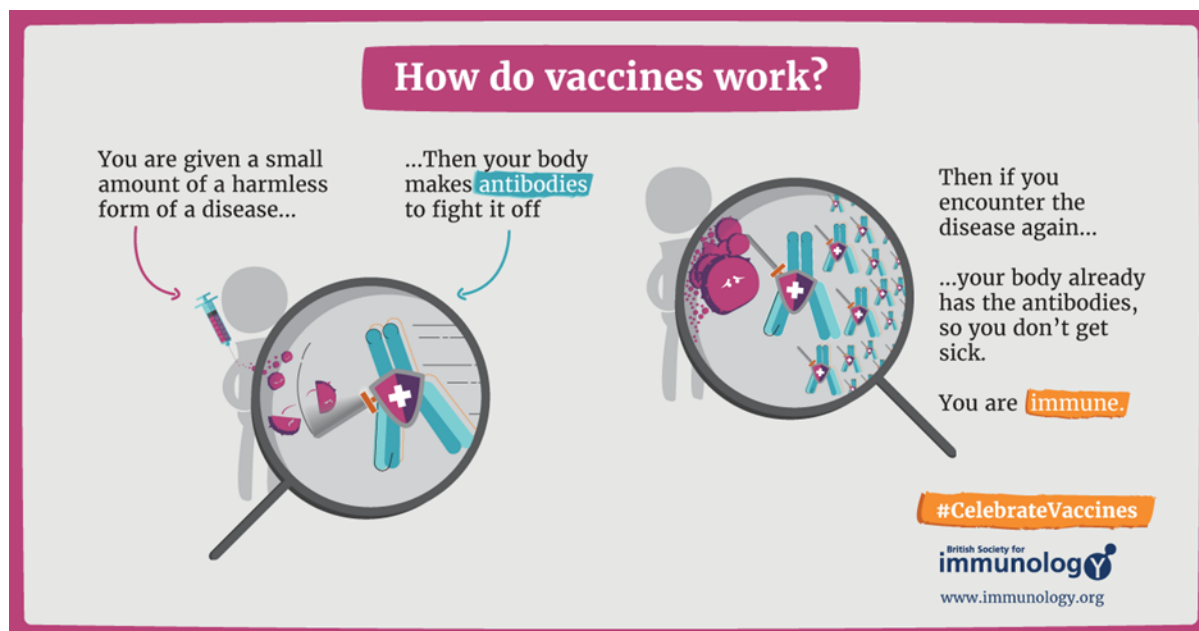 How do vaccines work?
You are given a small
amount of a harmless
form of a disease...
...Then your body
makes antibodies
to fight it off
Then if you
encounter the
disease again...
...your body already
has the antibodies,
so you don't get
sick.
You are immune.
#CelebrateVaccines
British Society for
immunology
www.immunology.org